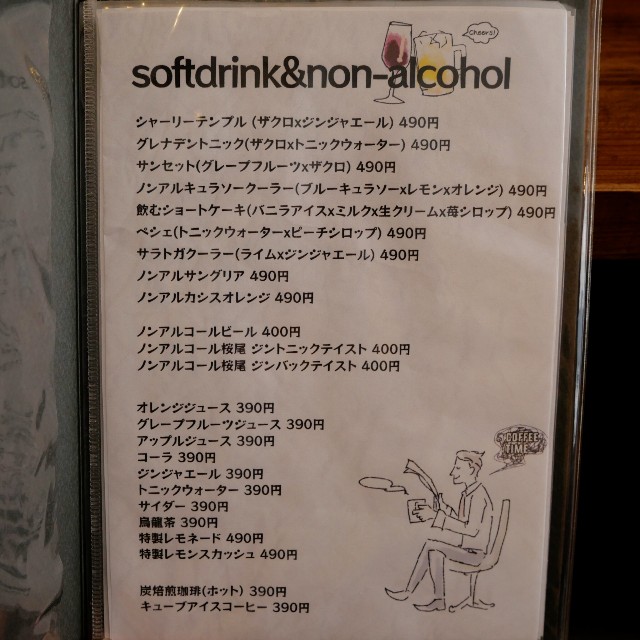 Cheers!
softdrink&non-alcohol
シャーリーテンプル (ザクロxジンジャエール) 490円
グレナデントニック(ザクロxトニックウォーター) 490円
サンセット(グレープフルーツxザクロ) 490円
ノンアルキュラソークーラー(ブルーキュラソーxレモンxオレンジ) 490円
飲むショートケーキ(バニラアイスxミルクx生クリームx苺シロップ) 490円
ペシェ(トニックウォーターxピーチシロップ) 490円
サラトガクーラー(ライムxジンジャエール) 490円
ノンアルサングリア 490円
ノンアルカシスオレンジ 490円
ノンアルコールビール 400円
ノンアルコール桜尾 ジントニックテイスト 400円
ノンアルコール桜尾 ジンバックテイスト 400円
オレンジジュース 390円
グレープフルーツジュース 390円
アップルジュース 390円
コーラ 390円
ジンジャエール 390円
トニックウォーター 390円
サイダー 390円
烏龍茶 390円
特製レモネード 490円
特製レモンスカッシュ 490円
COFFEE
TIME
炭焙煎珈琲(ホット) 390円
キューブアイスコーヒー 390円